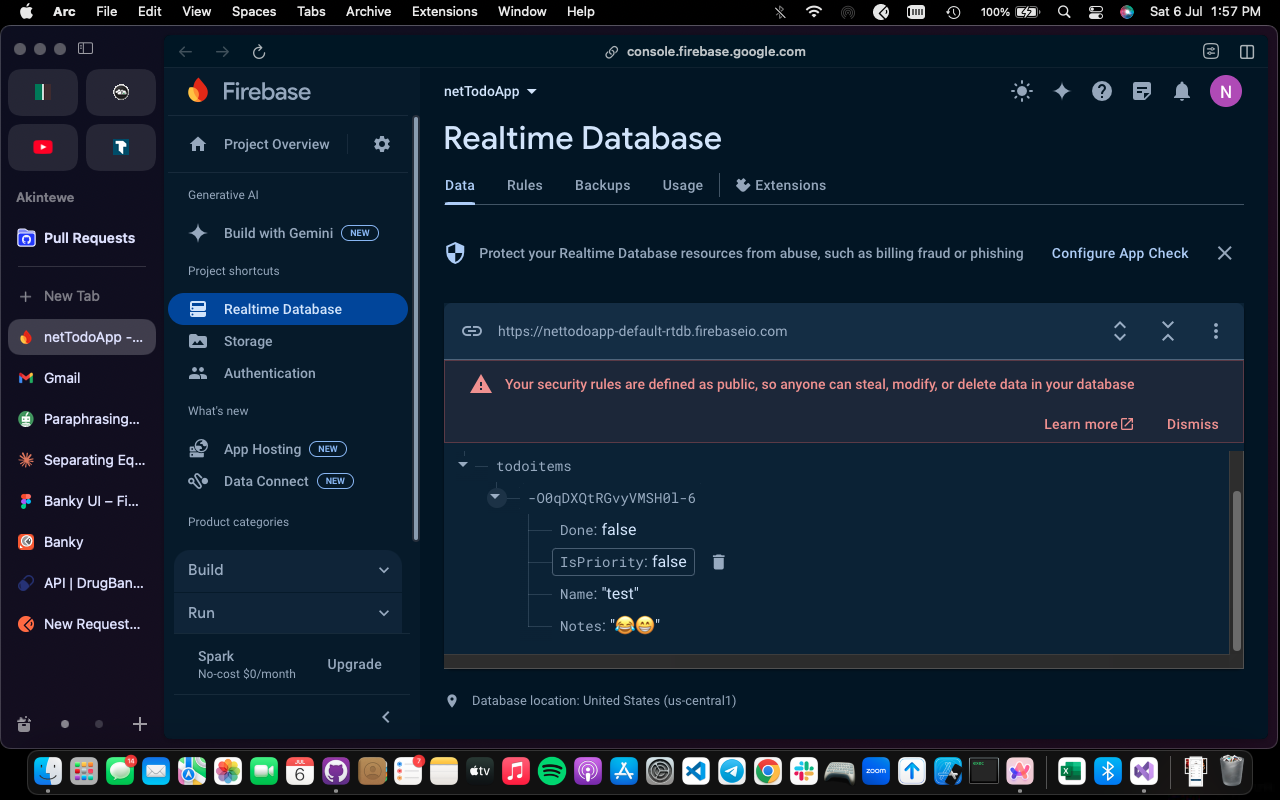 Arc File Edit View Spaces Tabs Archive Extensions Window Help 100% Sat 6 Jul 1:57 PM
console.firebase.google.com
Akintewe
Pull Requests
New Tab
netTodoApp -...
Gmail
Paraphrasing...
Separating Eq...
Banky UI – Fi...
Banky
API | DrugBan...
New Request...
Firebase
Project Overview
Generative AI
Build with Gemini NEW
Project shortcuts
Realtime Database
Storage
Authentication
What's new
App Hosting NEW
Data Connect NEW
Product categories
Build
Run
Spark
No-cost $0/month
Upgrade
netTodoApp
N
Realtime Database
Data Rules Backups Usage Extensions
Protect your Realtime Database resources from abuse, such as billing fraud or phishing Configure App Check
https://nettodoapp-default-rtdb.firebaseio.com
Your security rules are defined as public, so anyone can steal, modify, or delete data in your database
Learn more Dismiss
todoitems
-O0qDXQtRGvyVMSH0l-6
Done: false
IsPriority: false
Name: "test"
Notes: "😂😁"
Database location: United States (us-central1)
14
JUL
6
7
tv
zoom